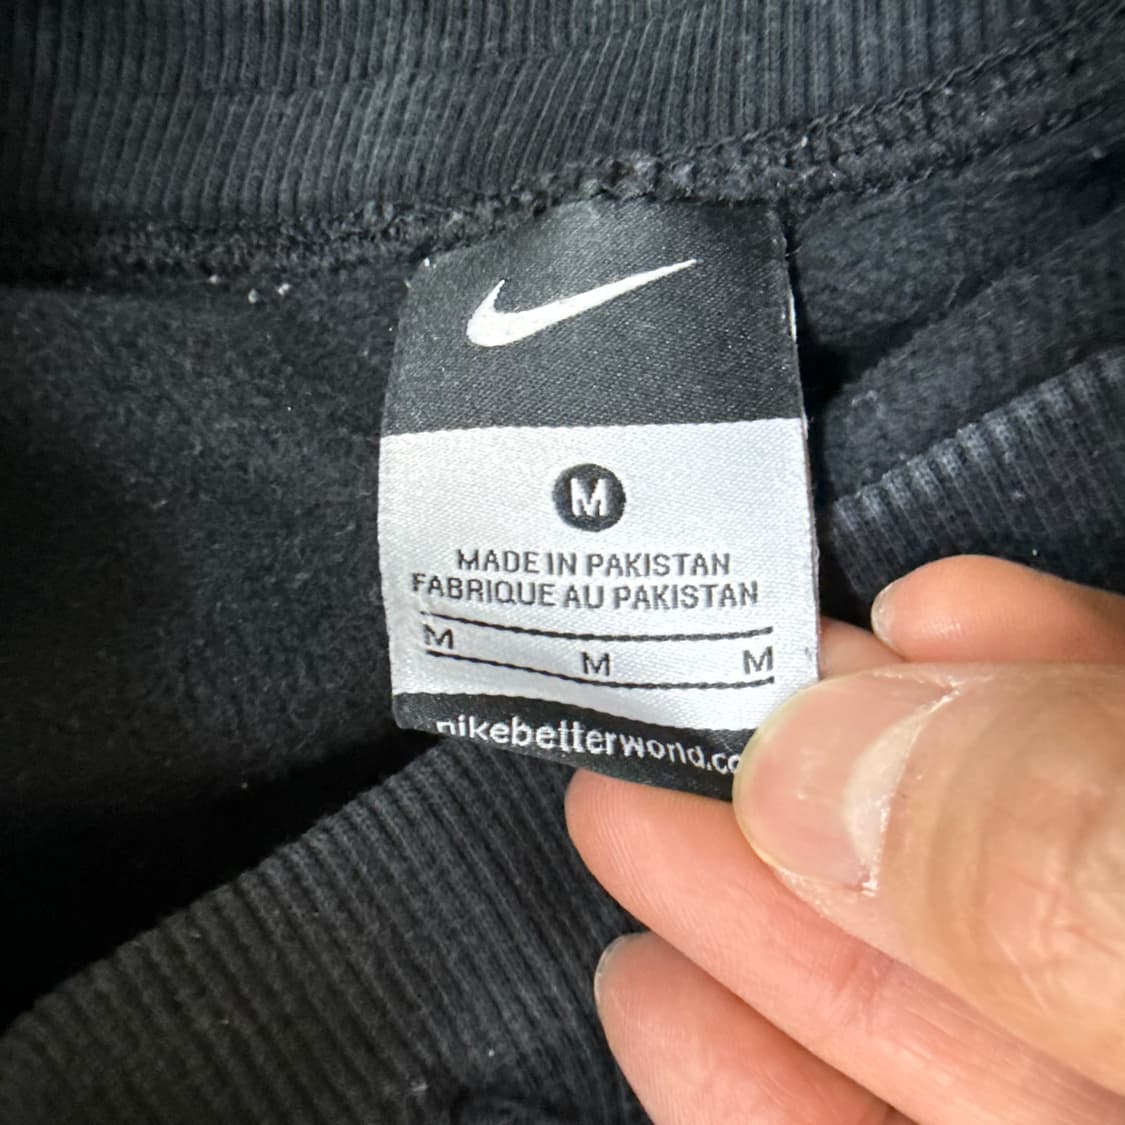 M
MADE IN PAKISTAN
FABRIQUE AU PAKISTAN
M M M
nikebetterworld.co